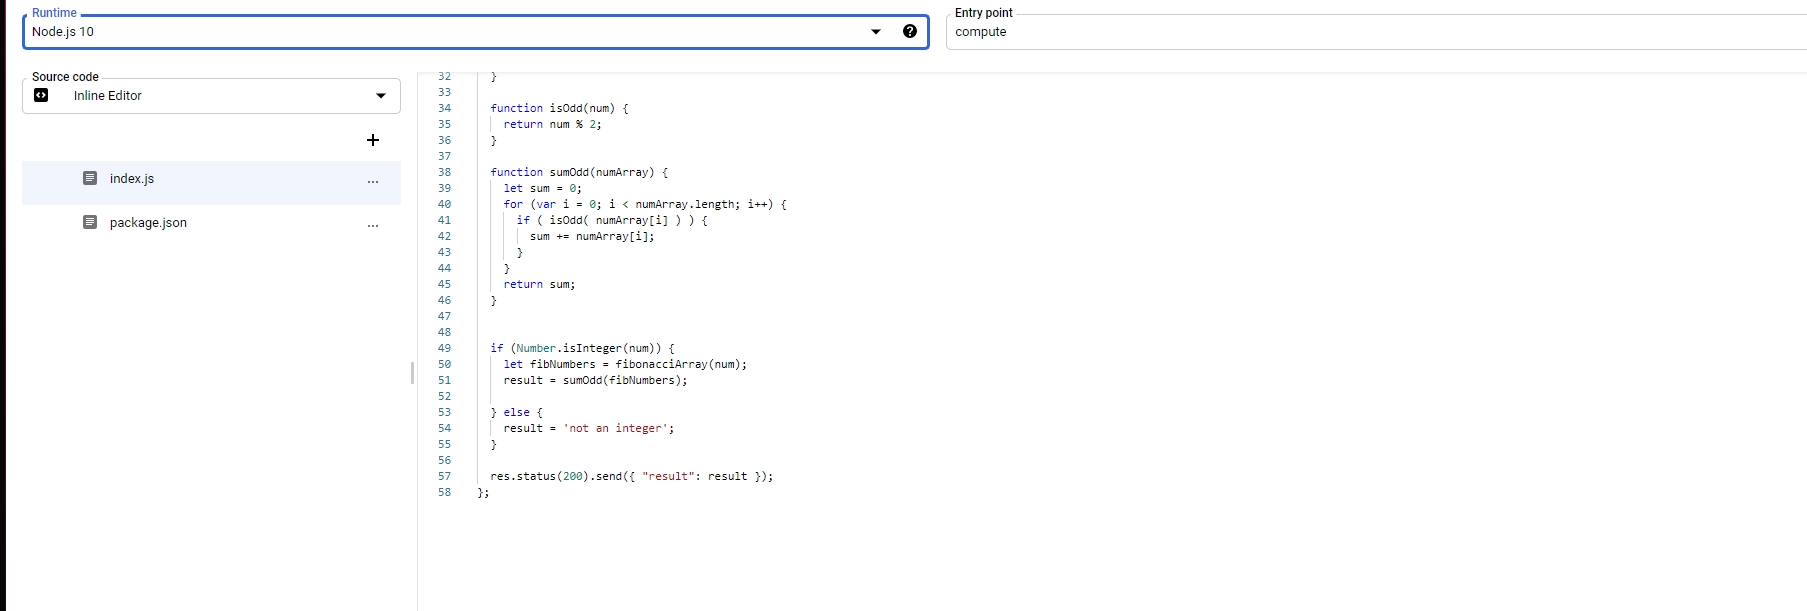 Runtime
Node.js 10
Entry point
compute
Source code
Inline Editor
index.js
...
package.json
...
32 }
33
34 function isOdd(num) {
35 return num % 2;
36 }
37
38 function sumOdd(numArray) {
39 let sum = 0;
40 for (var i = 0; i < numArray.length; i++) {
41 if ( isOdd( numArray[i] ) ) {
42 sum += numArray[i];
43 }
44 }
45 return sum;
46 }
47
48
49 if (Number.isInteger(num)) {
50 let fibNumbers = fibonacciArray(num);
51 result = sumOdd(fibNumbers);
52
53 } else {
54 result = 'not an integer';
55 }
56
57 res.status(200).send({ "result": result });
58 };